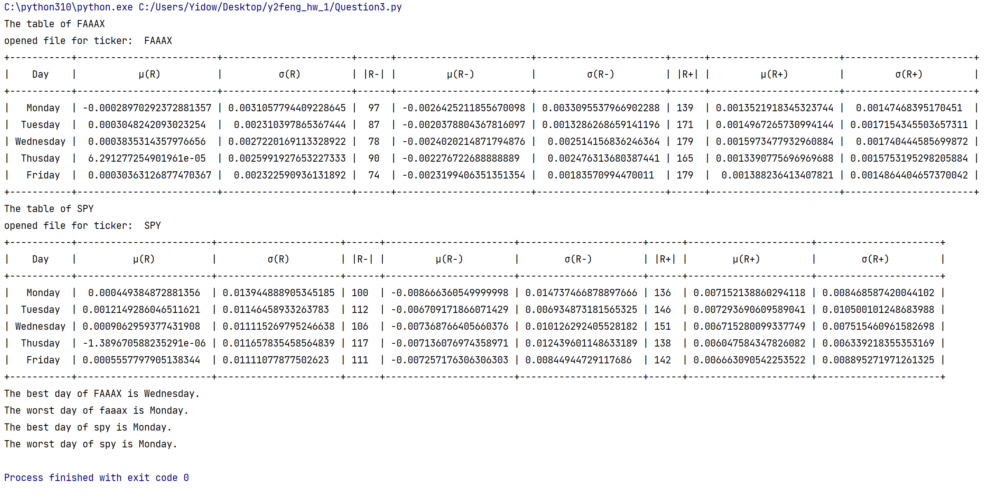 C:\python310\python.exe C:/Users/Yidow/Desktop/y2feng_hw_1/Question3.py
The table of FAAAX
opened file for ticker:  FAAAX
+-----------+-------------------------+-----------------------+------+------------------------+-----------------------+------+-----------------------+-----------------------+
|    Day    |           μ(R)          |          σ(R)         | |R-| |         μ(R-)          |         σ(R-)         | |R+| |         μ(R+)         |         σ(R+)         |
+-----------+-------------------------+-----------------------+------+------------------------+-----------------------+------+-----------------------+-----------------------+
|   Monday  | -0.00028970292372881357 | 0.0031057794409228645 |  97  | -0.0026425211855670098 | 0.0033095537966902288 | 139  | 0.0013521918345323744 |  0.00147468395170451  |
|  Tuesday  |  0.0003048242093023254  |  0.002310397865367444 |  87  | -0.0020378804367816097 | 0.0013286268659141196 | 171  | 0.0014967265730994144 | 0.0017154345503657311 |
| Wednesday |  0.0003835314357976656  | 0.0027220169113328922 |  78  | -0.0024020214871794876 |  0.002514156836246364 | 179  | 0.0015973477932960884 |  0.001740444585699872 |
|  Thusday  |  6.291277254901961e-05  | 0.0025991927653227333 |  90  | -0.002276722688888889  |  0.002476313680387441 | 165  | 0.0013390775696969688 | 0.0015753195298205884 |
|   Friday  |  0.00030363126877470367 |  0.002322590936131892 |  74  | -0.0023199406351351354 |  0.00183570994470011  | 179  |  0.001388236413407821 | 0.0014864404657370042 |
+-----------+-------------------------+-----------------------+------+------------------------+-----------------------+------+-----------------------+-----------------------+
The table of SPY
opened file for ticker:  SPY
+-----------+------------------------+----------------------+------+-----------------------+----------------------+------+----------------------+----------------------+
|    Day    |          μ(R)          |         σ(R)         | |R-| |         μ(R-)         |        σ(R-)         | |R+| |        μ(R+)         |        σ(R+)         |
+-----------+------------------------+----------------------+------+-----------------------+----------------------+------+----------------------+----------------------+
|   Monday  |  0.000449384872881356  | 0.013944888905345185 | 100  | -0.008666360549999998 | 0.014737466878897666 | 136  | 0.007152138860294118 | 0.008468587420044102 |
|  Tuesday  | 0.0012149286046511621  | 0.01146458933263783  | 112  | -0.006709171866071429 | 0.006934873181565325 | 146  | 0.007293690609589041 | 0.010500101248683988 |
| Wednesday | 0.0009062959377431908  | 0.011115269795246638 | 106  | -0.007368766405660376 | 0.010126292405528182 | 151  | 0.006715280099337749 | 0.007515460961582698 |
|  Thusday  | -1.389670588235291e-06 | 0.011657835458564839 | 117  | -0.007136076974358971 | 0.012439601148633189 | 138  | 0.006047584347826082 | 0.006339218355353169 |
|   Friday  | 0.0005557797905138344  | 0.01111077877502623  | 111  | -0.007257176306306303 | 0.00844944729117686  | 142  | 0.006663090542253522 | 0.008895271971261325 |
+-----------+------------------------+----------------------+------+-----------------------+----------------------+------+----------------------+----------------------+
The best day of FAAAX is Wednesday.
The worst day of faaax is Monday.
The best day of spy is Monday.
The worst day of spy is Monday.
Process finished with exit code 0